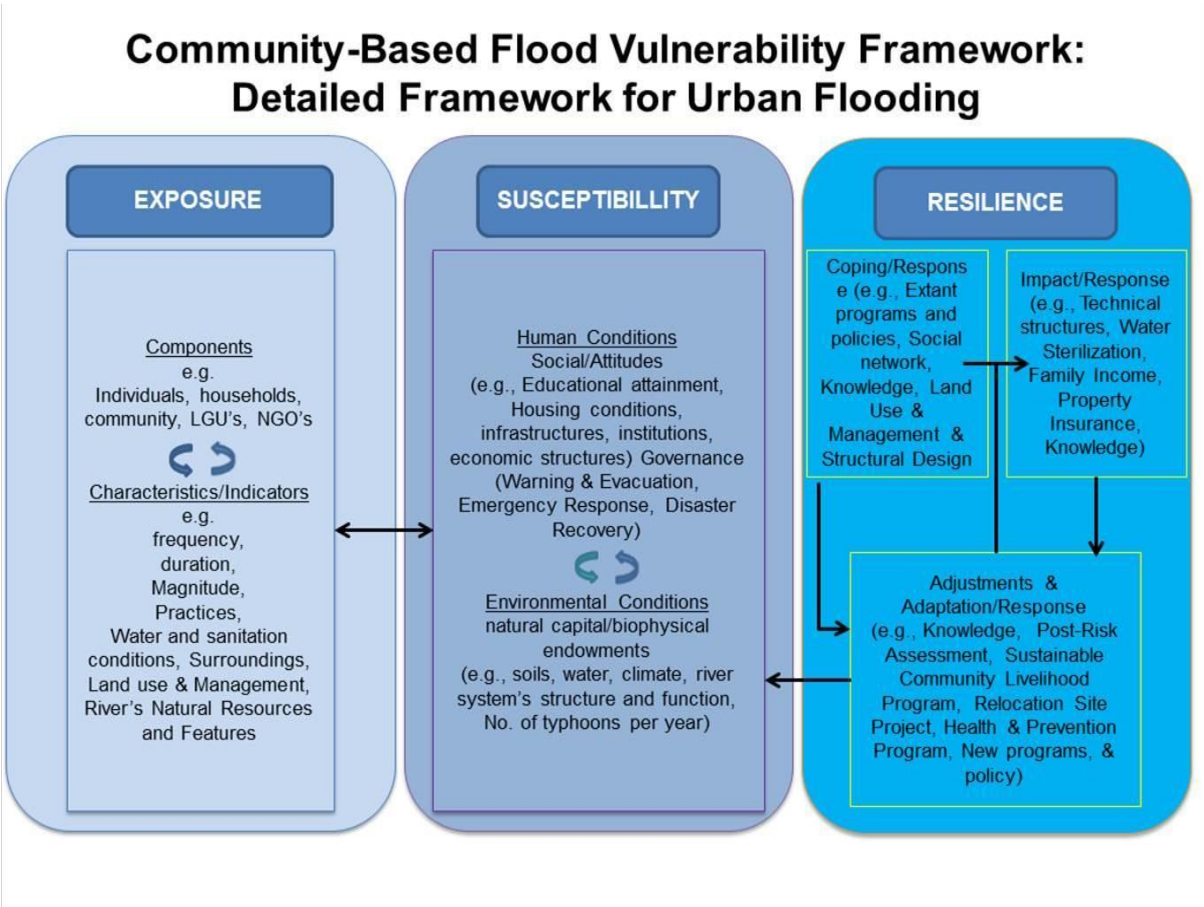 Community-Based Flood Vulnerability Framework:
Detailed Framework for Urban Flooding
EXPOSURE
Components
e.g.
Individuals, households,
community, LGU's, NGO's
Characteristics/Indicators
e.g.
frequency,
duration,
Magnitude,
Practices,
Water and sanitation
conditions, Surroundings,
Land use & Management,
River's Natural Resources
and Features
SUSCEPTIBILLITY
Human Conditions
Social/Attitudes
(e.g., Educational attainment,
Housing conditions,
infrastructures, institutions,
economic structures) Governance
(Warning & Evacuation,
Emergency Response, Disaster
Recovery)
Environmental Conditions
natural capital/biophysical
endowments
(e.g., soils, water, climate, river
system's structure and function,
No. of typhoons per year)
RESILIENCE
Coping/Respons
e (e.g., Extant
programs and
policies, Social
network,
Knowledge, Land
Use &
Management &
Structural Design
Impact/Response
(e.g., Technical
structures, Water
Sterilization,
Family Income,
Property
Insurance,
Knowledge)
Adjustments &
Adaptation/Response
(e.g., Knowledge, Post-Risk
Assessment, Sustainable
Community Livelihood
Program, Relocation Site
Project, Health & Prevention
Program, New programs, &
policy)